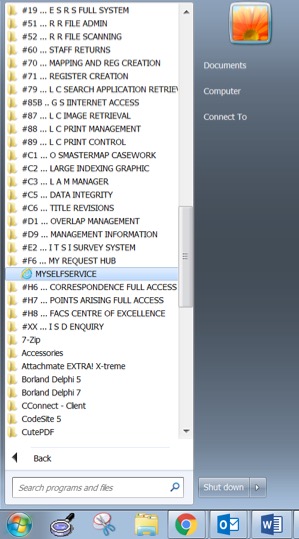 #19 ... E S R S FULL SYSTEM
#51 ... R R FILE ADMIN
#52 ... R R FILE SCANNING
#60 ... STAFF RETURNS
#70 ... MAPPING AND REG CREATION
#71 ... REGISTER CREATION
#79 ... L C SEARCH APPLICATION RETRIEV
#85B .. G S IINTERNET ACCESS
#87 ... L C IMAGE RETRIEVAL
#88 ... L C PRINT MANAGEMENT
#89 ... L C PRINT CONTROL
#C1 ... O SMASTERMAP CASEWORK
#C2 ... LARGE INDEXING GRAPHIC
#C3 ... L A M MANAGER
#C5 ... DATA INTEGRITY
#C6 ... TITLE REVISIONS
#D1 ... OVERLAP MANAGEMENT
#D9 ... MANAGEMENT INFORMATION
#E2 ... I T S I SURVEY SYSTEM
#F6 ... MY REQUEST HUB
MYSELFSERVICE
#H6 ... CORRESPONDENCE FULL ACCESS
#H7 ... POINTS ARISING FULL ACCESS
#H8 ... FACS CENTRE OF EXCELLENCE
#XX ... I S D ENQUIRY
7-Zip
Accessories
Attachmate EXTRA! X-treme
Borland Delphi 5
Borland Delphi 7
CConnect - Client
CodeSite 5
CutePDF
Back
Search programs and files
Documents
Computer
Connect To
Shut down